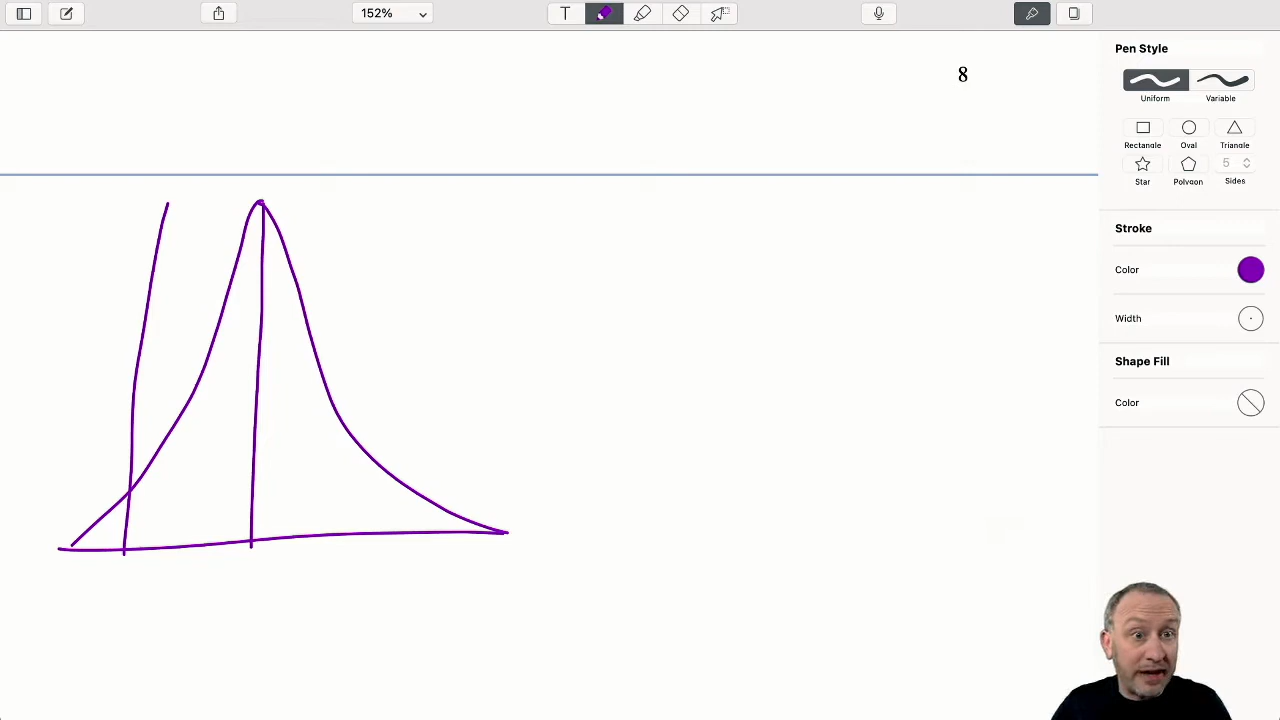 152%
T
8
Pen Style
Uniform Variable
Rectangle Oval Triangle
5
Star Polygon Sides
Stroke
Color
Width
Shape Fill
Color